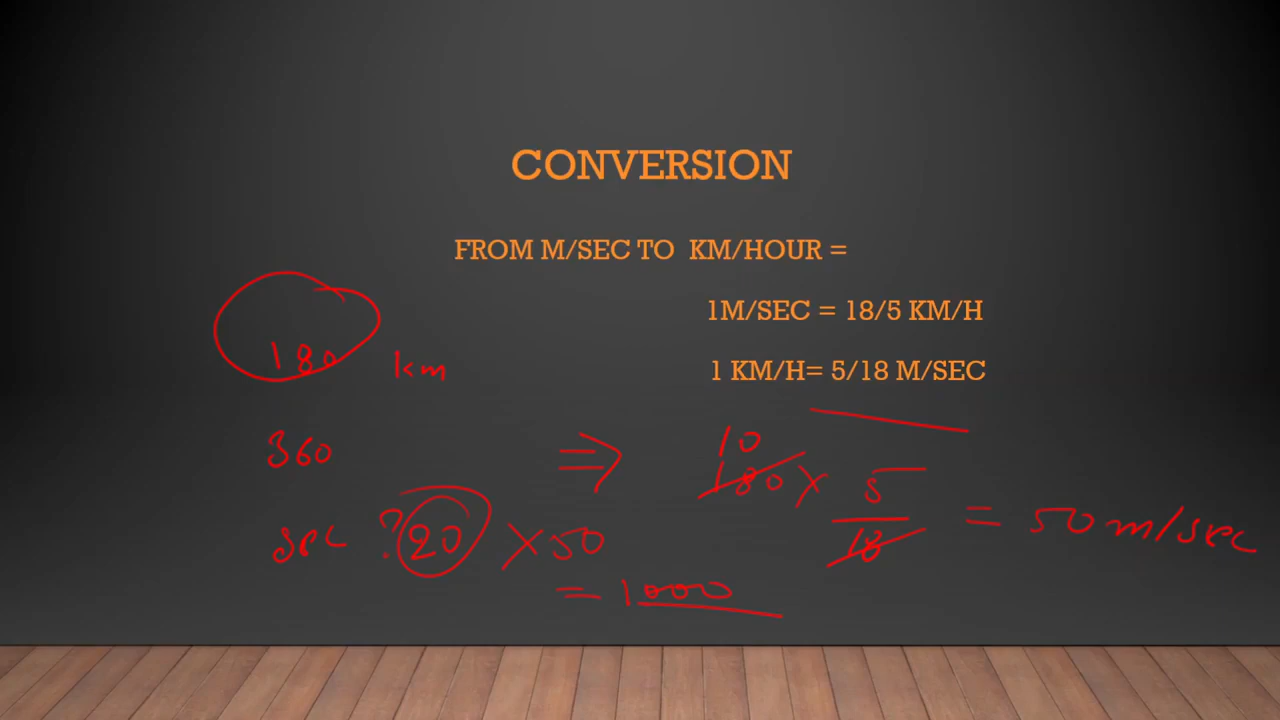 CONVERSION
FROM M/SEC TO KM/HOUR =
1M/SEC = 18/5 KM/H
180 km
1 KM/H= 5/18 M/SEC
360
⇒ 10
180 × 5/18 = 50 m/sec
sec ? 20 × 50
= 1000